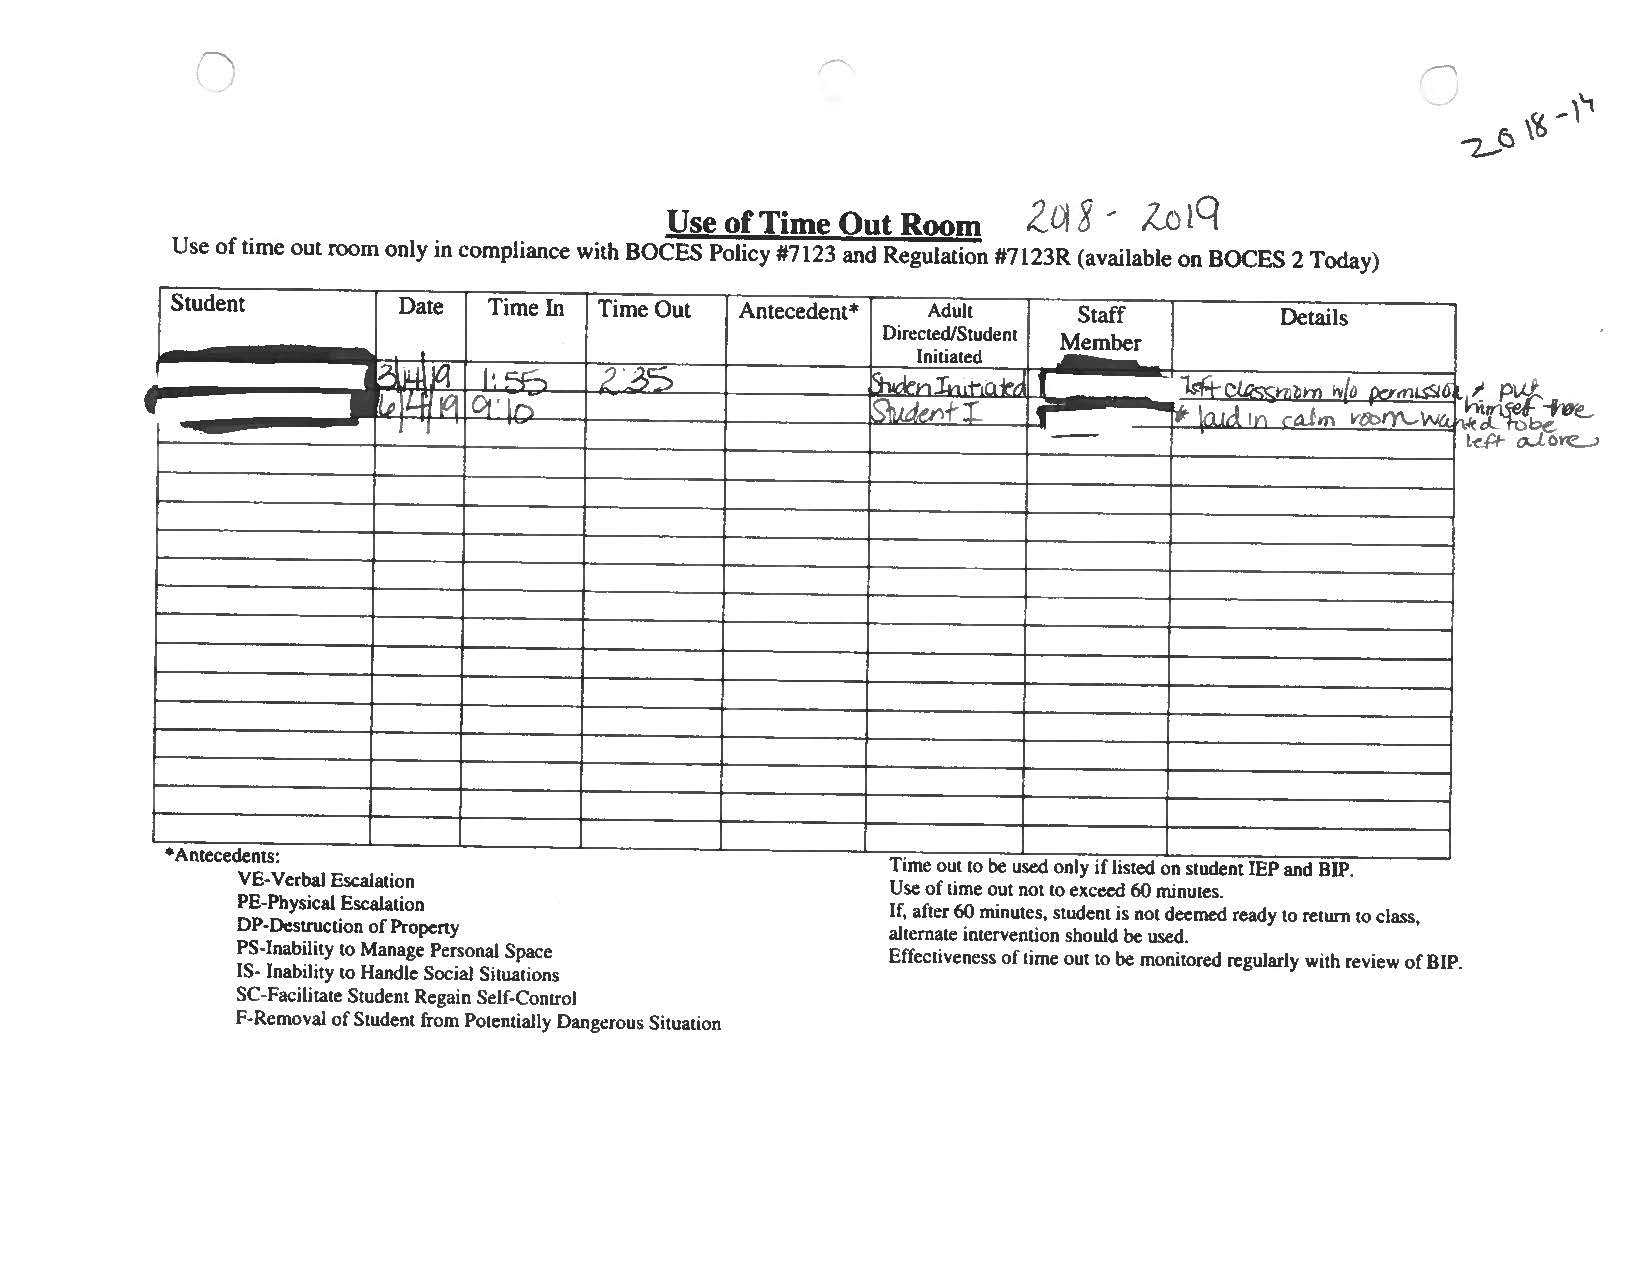 2018-19
Use of Time Out Room 2018 - 2019
Use of time out room only in compliance with BOCES Policy #7123 and Regulation #7123R (available on BOCES 2 Today)
Student Date Time In Time Out Antecedent* Adult Directed/Student Initiated Staff Member Details
3/4/19 1:55 2:35 Studen Initiated left classroom w/o permission, + put himself
6/4/19 9:10 Student I * laid in calm room wanted to be left alone
*Antecedents:
VE-Verbal Escalation
PE-Physical Escalation
DP-Destruction of Property
PS-Inability to Manage Personal Space
IS- Inability to Handle Social Situations
SC-Facilitate Student Regain Self-Control
F-Removal of Student from Potentially Dangerous Situation
Time out to be used only if listed on student IEP and BIP.
Use of time out not to exceed 60 minutes.
If, after 60 minutes, student is not deemed ready to return to class,
alternate intervention should be used.
Effectiveness of time out to be monitored regularly with review of BIP.